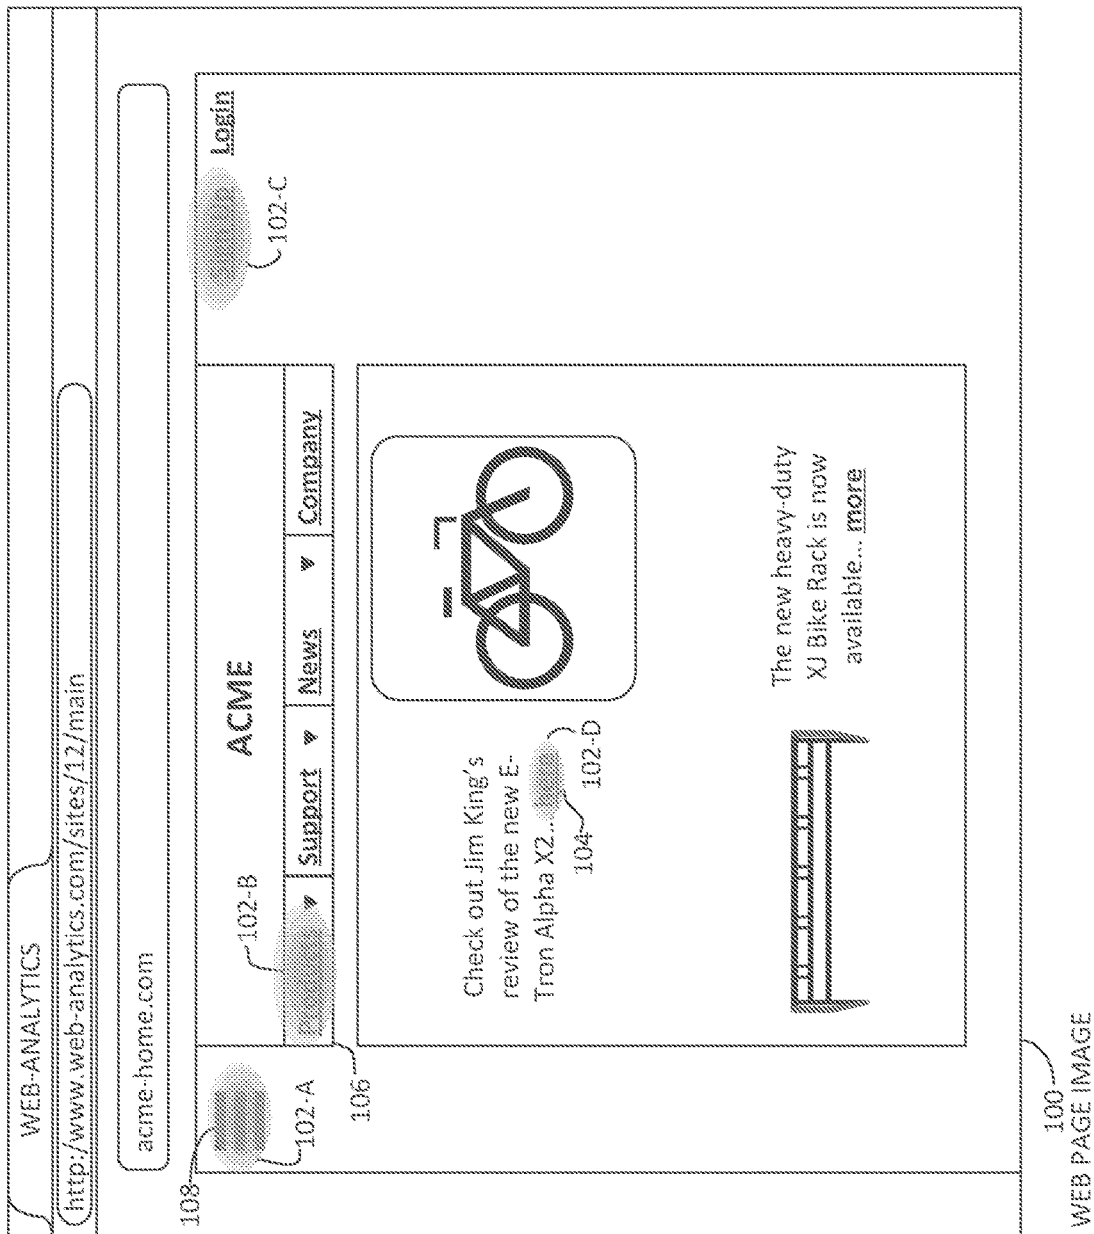 WEB-ANALYTICS
http:/www.web-analytics.com/sites/12/main
acme-home.com
108
102-A
106
102-B
ACME
Login
102-C
Support ▼
News ▼
Company
Check out Jim King's
review of the new E-
Tron Alpha X2...
104
102-D
The new heavy-duty
XJ Bike Rack is now
available... more
100
WEB PAGE IMAGE